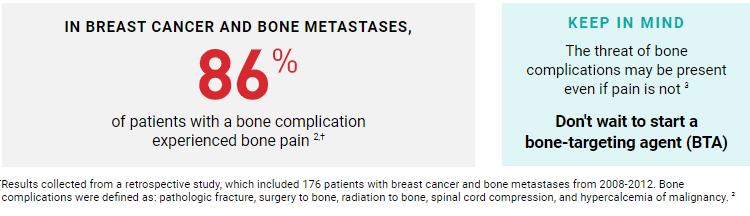 IN BREAST CANCER AND BONE METASTASES,
86%
of patients with a bone complication
experienced bone pain 2,†
KEEP IN MIND
The threat of bone
complications may be present
even if pain is not 3
Don't wait to start a
bone-targeting agent (BTA)
Results collected from a retrospective study, which included 176 patients with breast cancer and bone metastases from 2008-2012. Bone
complications were defined as: pathologic fracture, surgery to bone, radiation to bone, spinal cord compression, and hypercalcemia of malignancy. 2